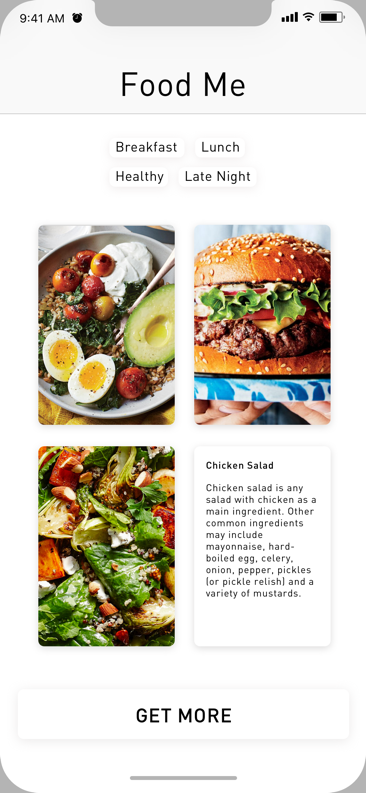 9:41 AM
Food Me
Breakfast
Lunch
Healthy
Late Night
Chicken Salad
Chicken salad is any
salad with chicken as a
main ingredient. Other
common ingredients
may include
mayonnaise, hard-
boiled egg, celery,
onion, pepper, pickles
(or pickle relish) and a
variety of mustards.
GET MORE